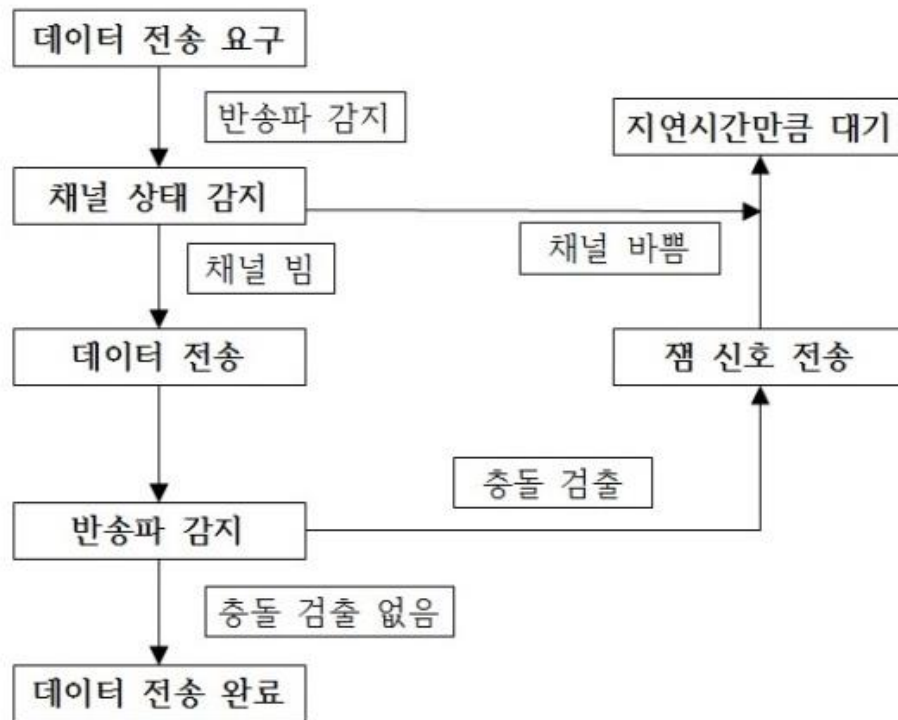 데이터 전송 요구
반송파 감지
지연시간만큼 대기
채널 상태 감지
채널 바쁨
채널 빔
데이터 전송
잼 신호 전송
충돌 검출
반송파 감지
충돌 검출 없음
데이터 전송 완료